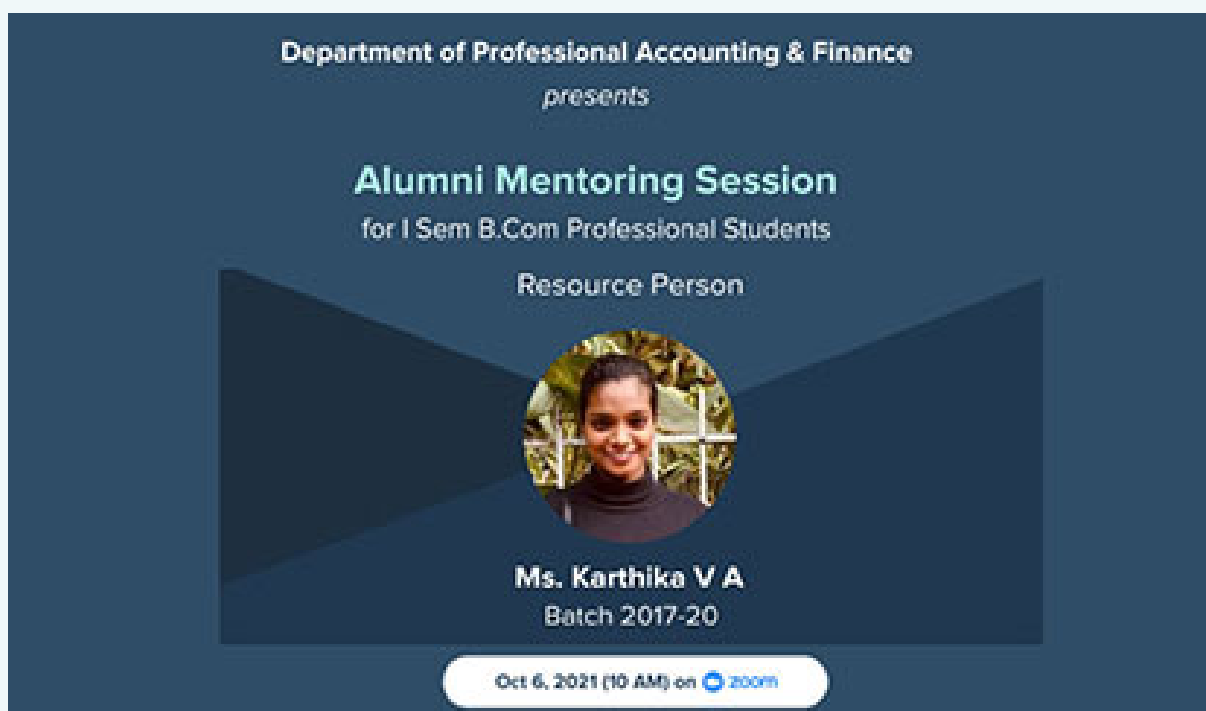 Department of Professional Accounting & Finance
presents
Alumni Mentoring Session
for I Sem B.Com Professional Students
Resource Person
Ms. Karthika V A
Batch 2017-20
Oct 6, 2021 (10 AM) on zoom